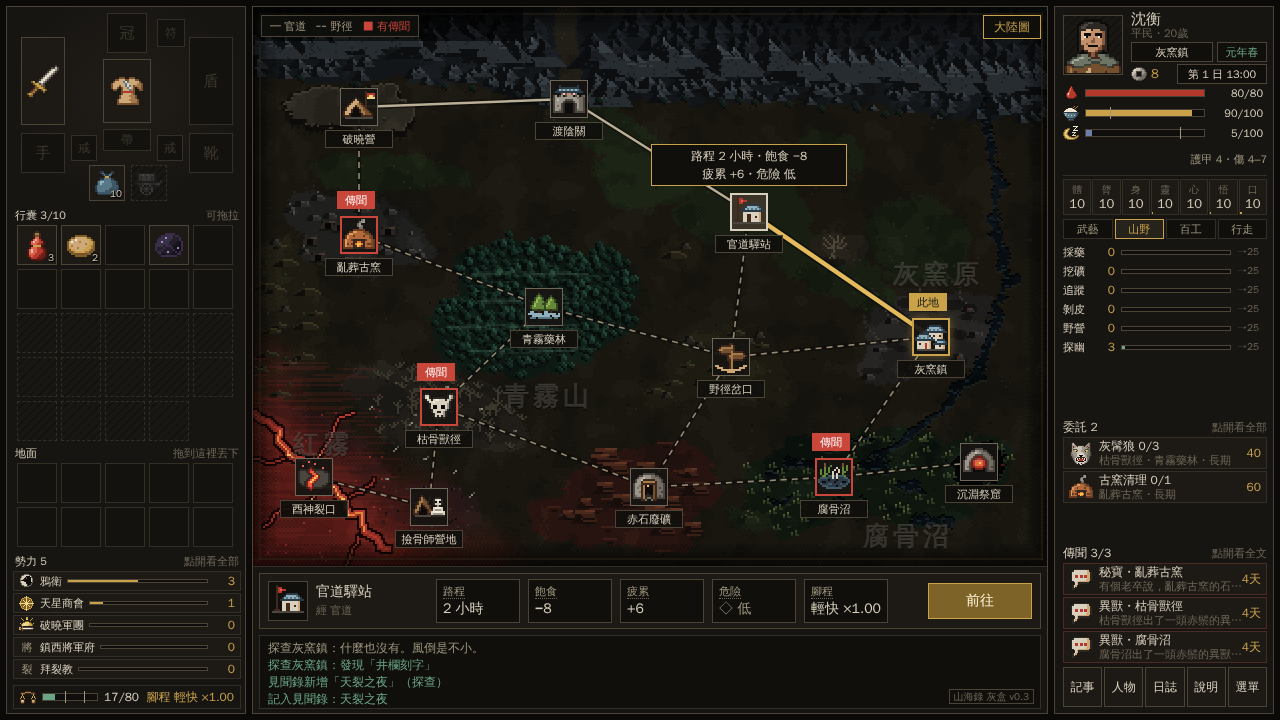 冠
符
盾
手
戒
帶
戒
靴
10
行囊 3/10
可拖拉
3
2
地面
拖到這裡丟下
勢力 5
點開看全部
鴉衛
3
天星商會
1
破曉軍團
0
將 鎮西將軍府
0
裂 拜裂教
0
17/80
腳程 輕快 ×1.00
── 官道 -- 野徑 ■ 有傳聞
大陸圖
破曉營
渡陰關
路程 2 小時・飽食 −8
疲累 +6・危險 低
傳聞
官道驛站
亂葬古窯
灰窯原
此地
青霧藥林
灰窯鎮
傳聞
野徑岔口
青霧山
枯骨獸徑
紅霧
傳聞
沉淵祭窟
酉神裂口
赤石廢礦
腐骨沼
撿骨師營地
腐骨沼
官道驛站
經 官道
路程
2 小時
飽食
−8
疲累
+6
危險
◇ 低
腳程
輕快 ×1.00
前往
探查灰窯鎮：什麼也沒有。風倒是不小。
探查灰窯鎮：發現「井欄刻字」
見聞錄新增「天裂之夜」（探查）
記入見聞錄：天裂之夜
山海錄 灰盒 v0.3
沈衡
平民・20歲
灰窯鎮
元年春
8
第 1 日 13:00
80/80
90/100
5/100
護甲 4・傷 4–7
體 膂 身 靈 心 悟 口
10 10 10 10 10 10 10
武藝 山野 百工 行走
採藥 0 →25
挖礦 0 →25
追蹤 0 →25
剝皮 0 →25
野營 0 →25
探幽 3 →25
委託 2
點開看全部
灰鬃狼 0/3
枯骨獸徑・青霧藥林・長期
40
古窯清理 0/1
亂葬古窯・長期
60
傳聞 3/3
點開看全文
秘寶・亂葬古窯
有個老卒說，亂葬古窯的石…
4天
異獸・枯骨獸徑
枯骨獸徑出了一頭赤鬃的異獸…
4天
異獸・腐骨沼
腐骨沼出了一頭赤鬃的異獸…
4天
記事 人物 日誌 說明 選單